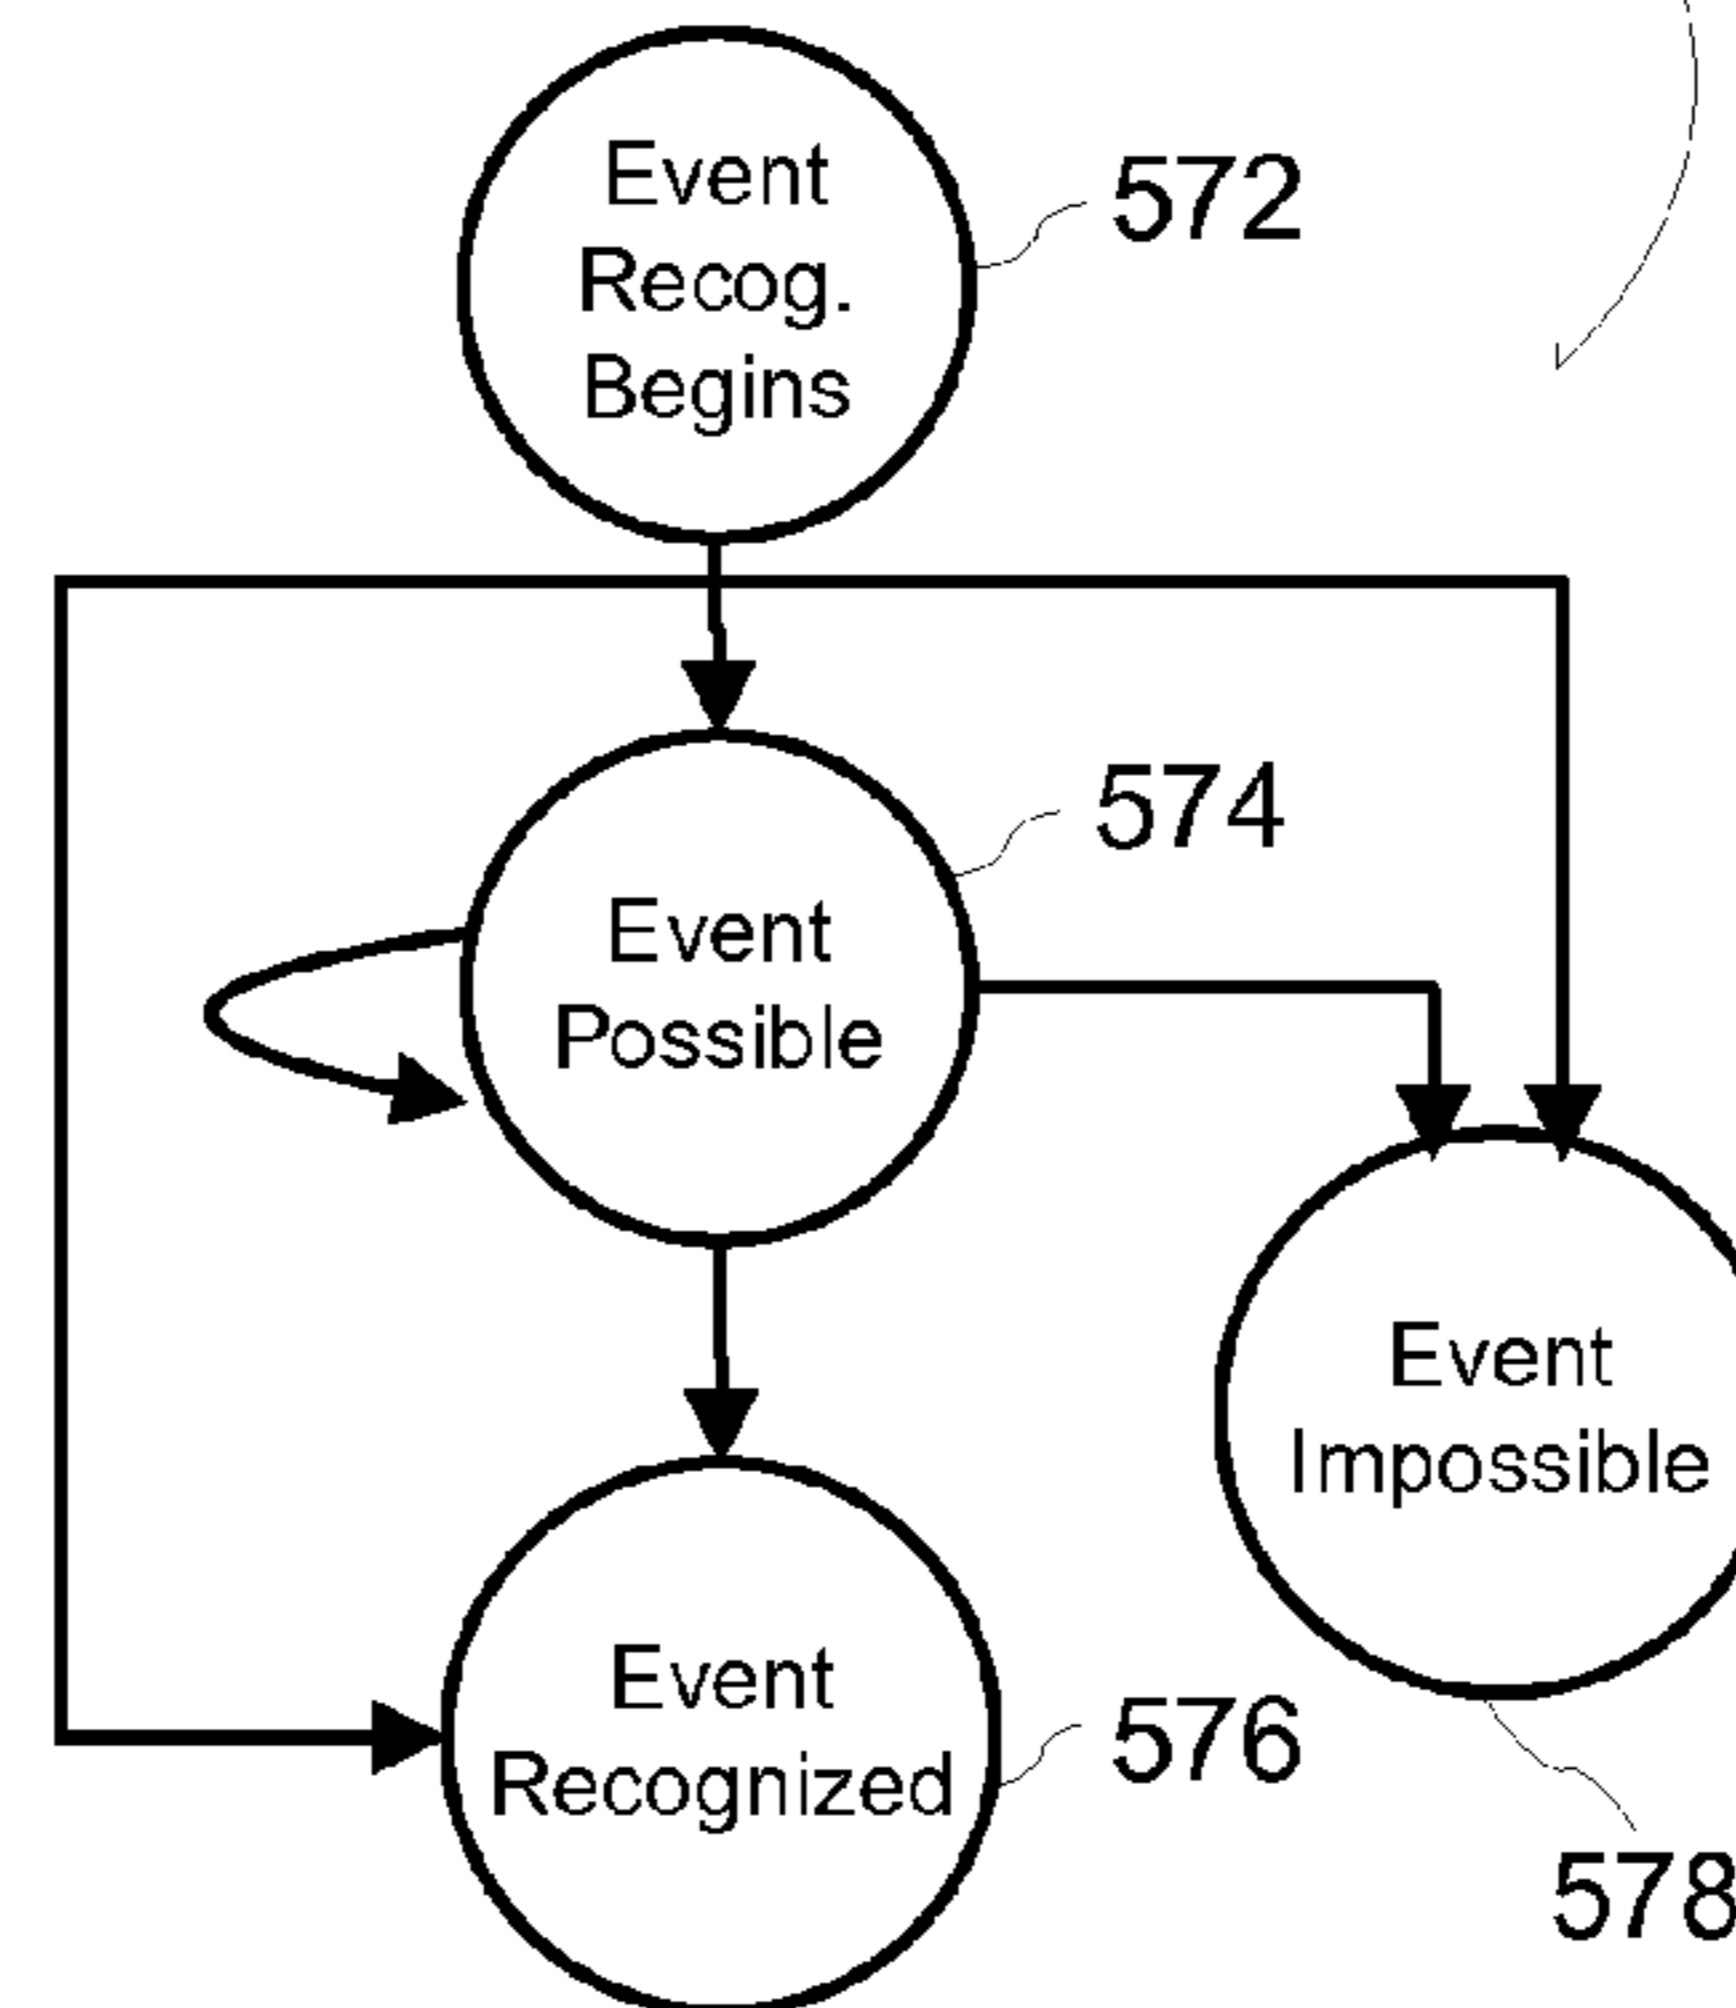 Event
Recog.
Begins
572
Event
Possible
574
Event
Impossible
578
Event
Recognized
576